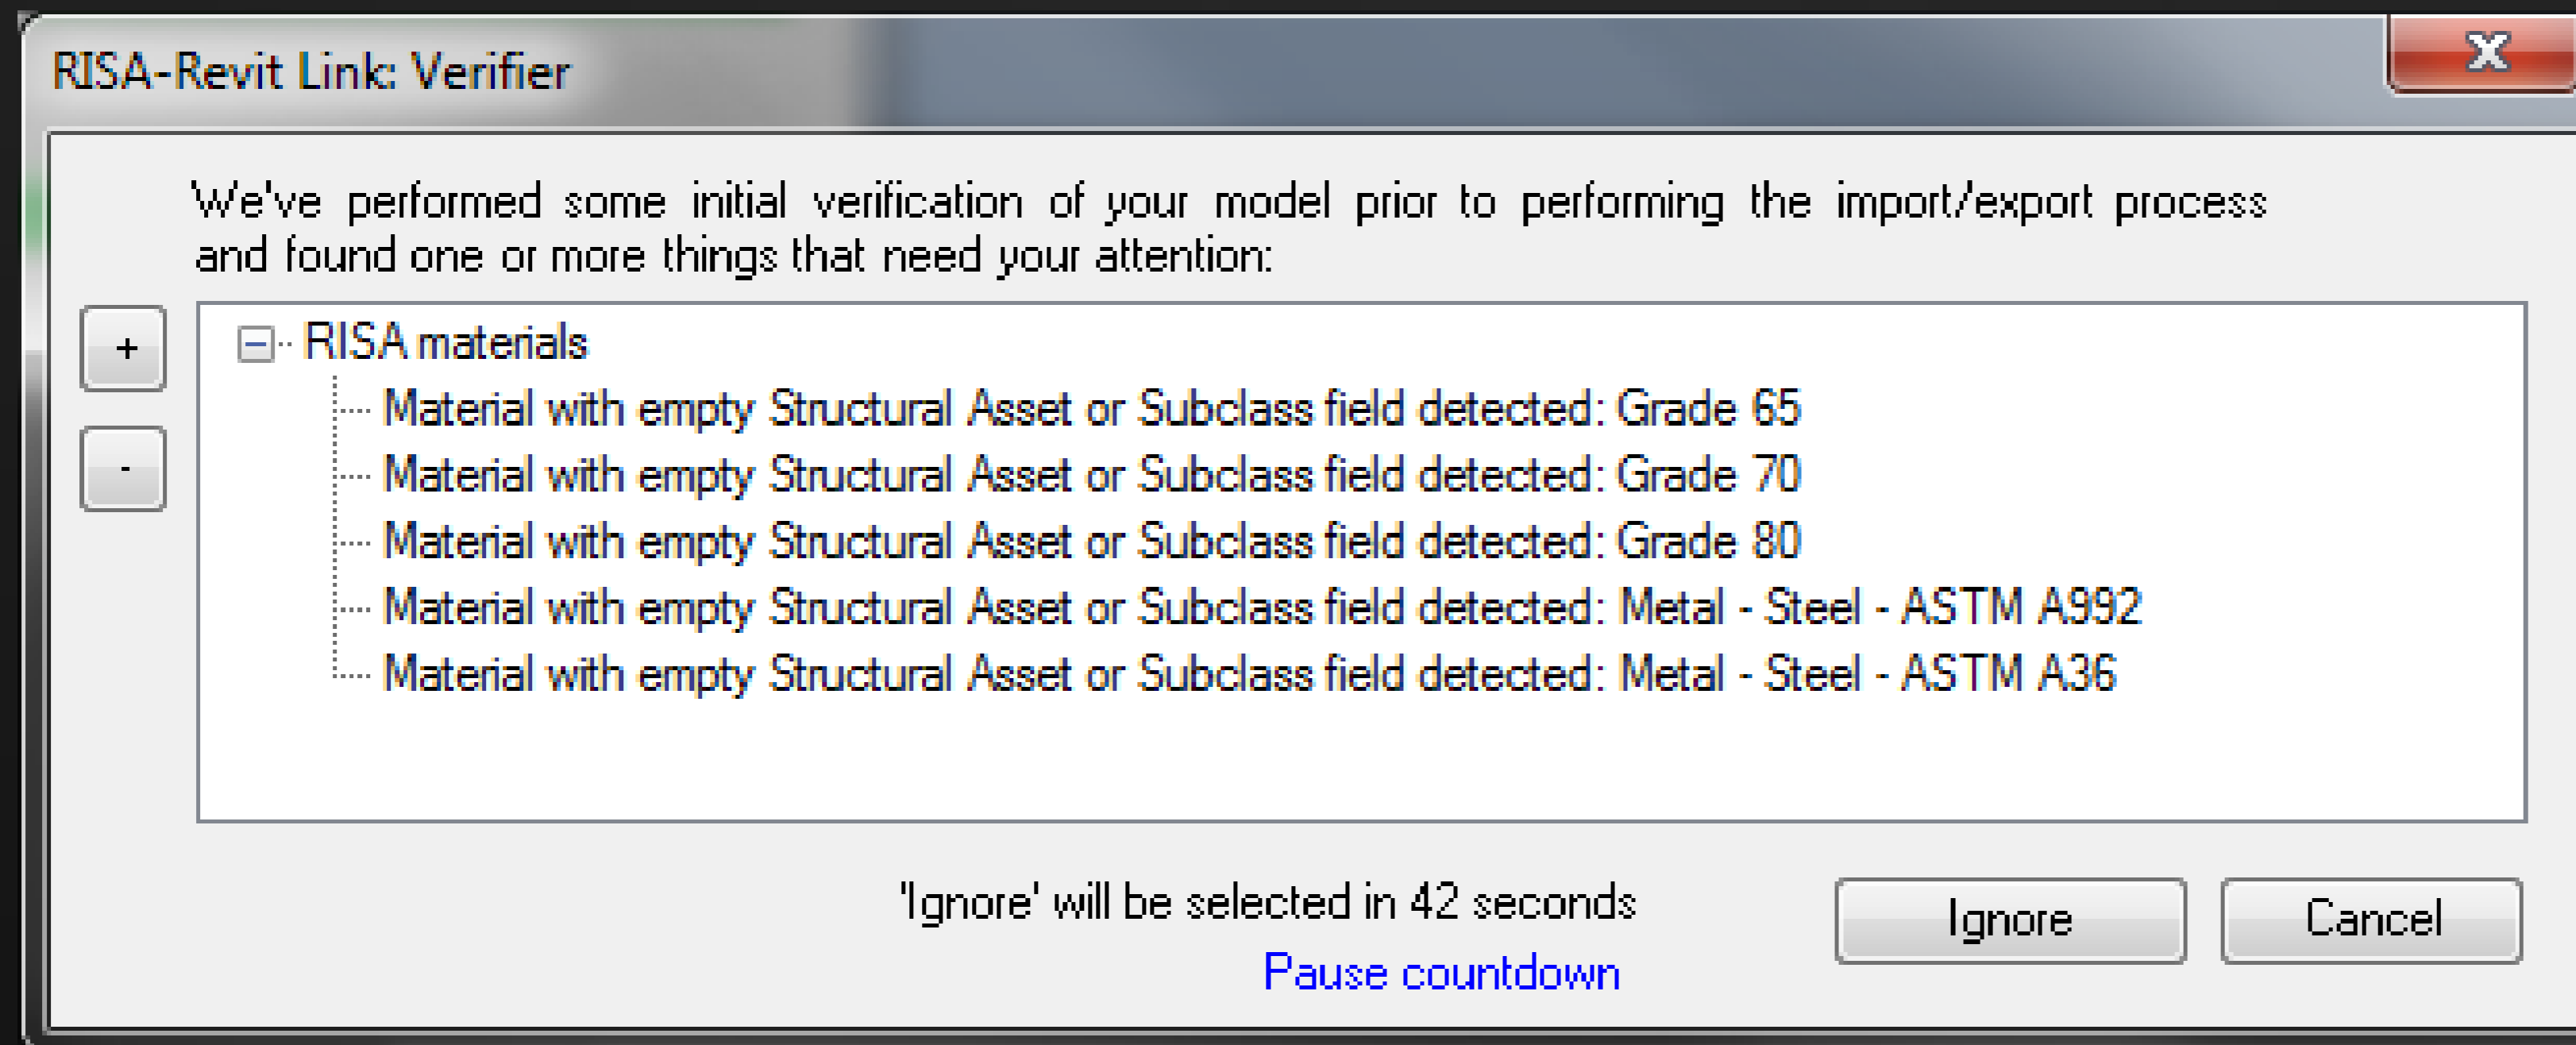 RISA-Revit Link: Verifier
We've performed some initial verification of your model prior to performing the import/export process
and found one or more things that need your attention:
+
-
RISA materials
Material with empty Structural Asset or Subclass field detected: Grade 65
Material with empty Structural Asset or Subclass field detected: Grade 70
Material with empty Structural Asset or Subclass field detected: Grade 80
Material with empty Structural Asset or Subclass field detected: Metal - Steel - ASTM A992
Material with empty Structural Asset or Subclass field detected: Metal - Steel - ASTM A36
'Ignore' will be selected in 42 seconds
Pause countdown
Ignore
Cancel